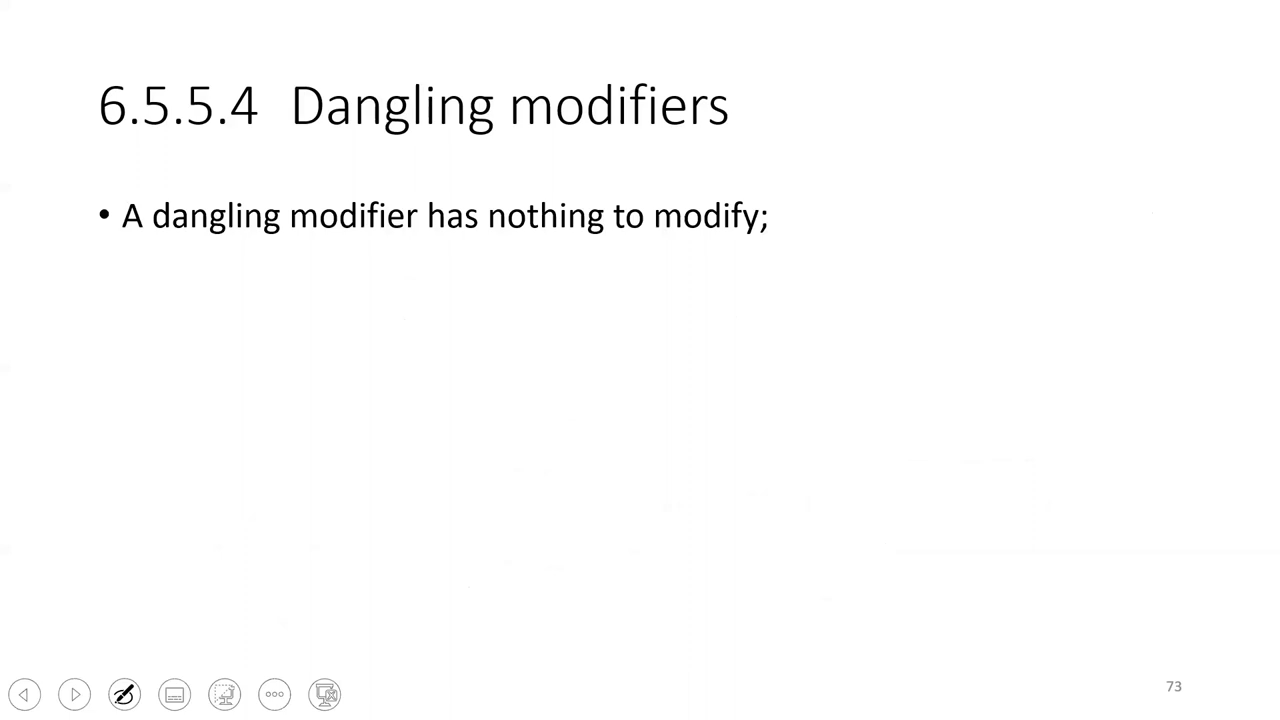 6.5.5.4 Dangling modifiers
• A dangling modifier has nothing to modify;
73